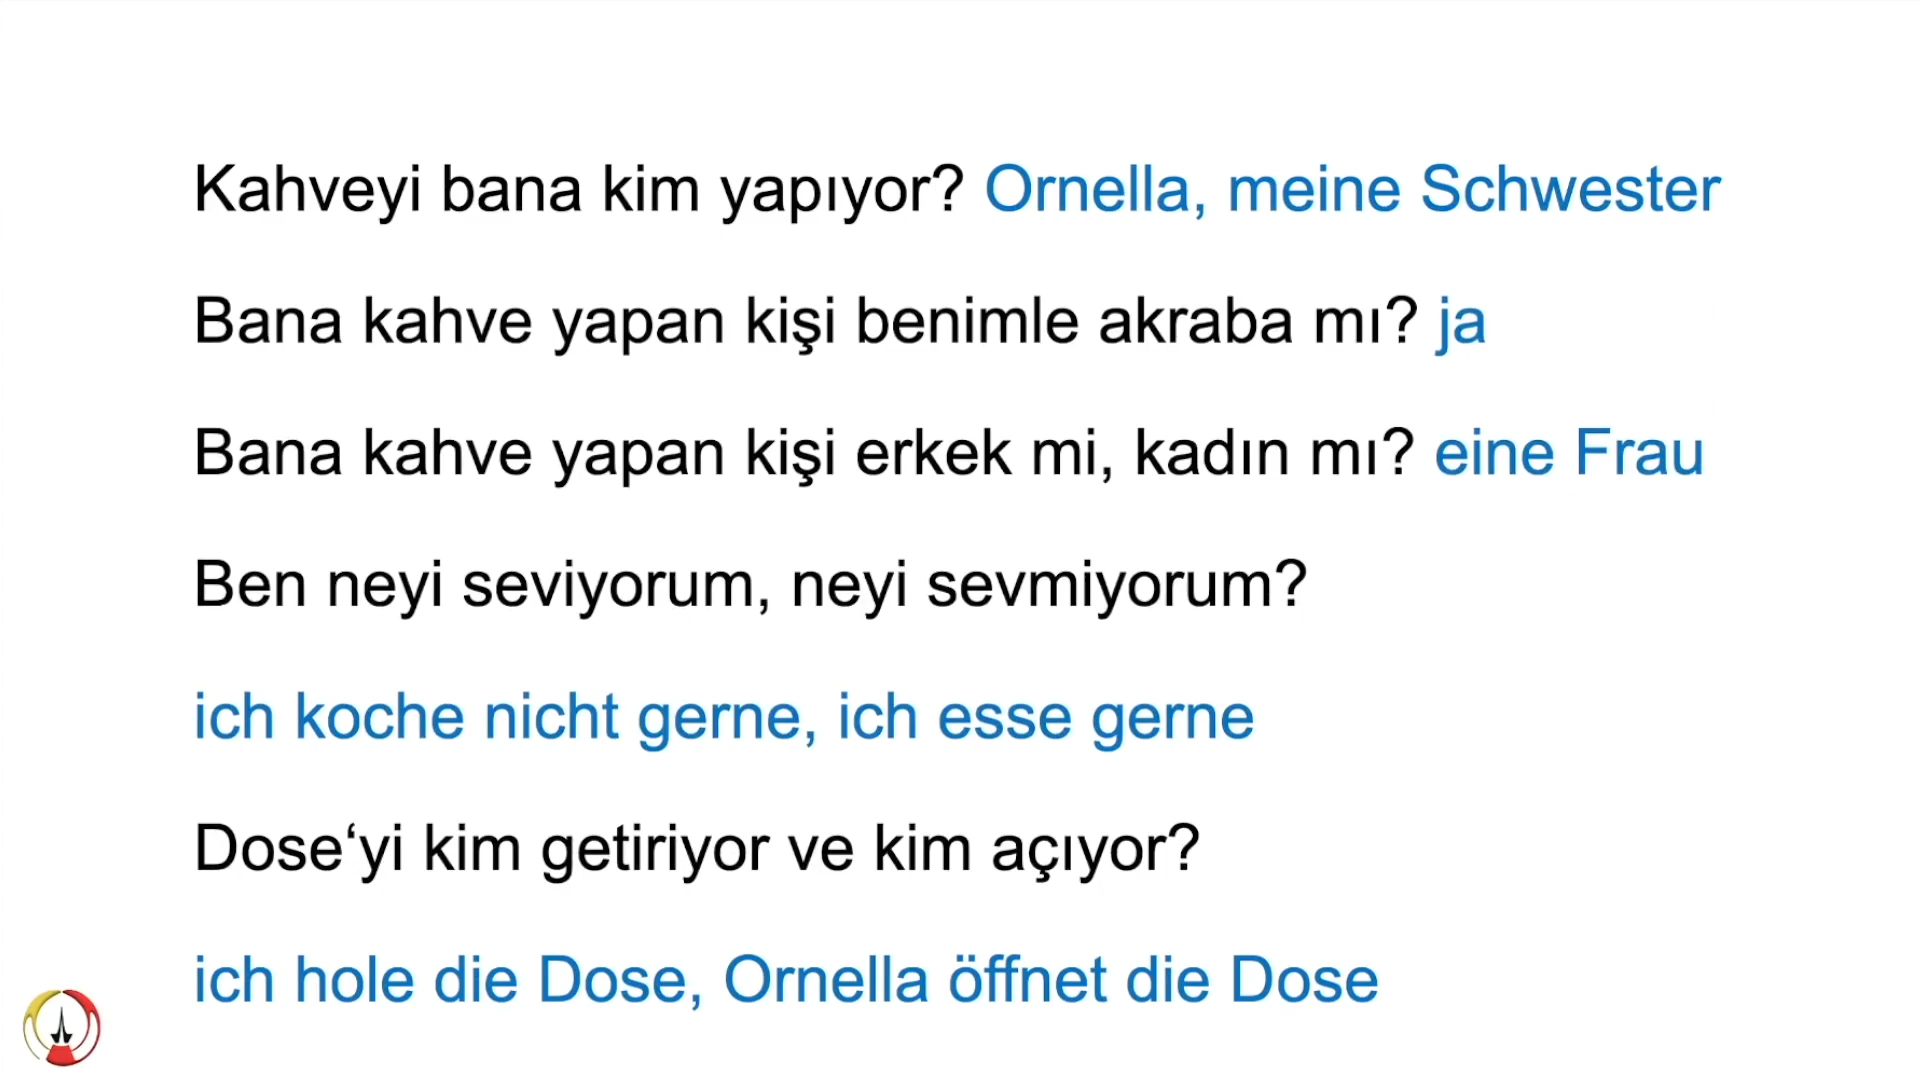 Kahveyi bana kim yapıyor? Ornella, meine Schwester
Bana kahve yapan kişi benimle akraba mı? ja
Bana kahve yapan kişi erkek mi, kadın mı? eine Frau
Ben neyi seviyorum, neyi sevmiyorum?
ich koche nicht gerne, ich esse gerne
Dose‘yi kim getiriyor ve kim açıyor?
ich hole die Dose, Ornella öffnet die Dose